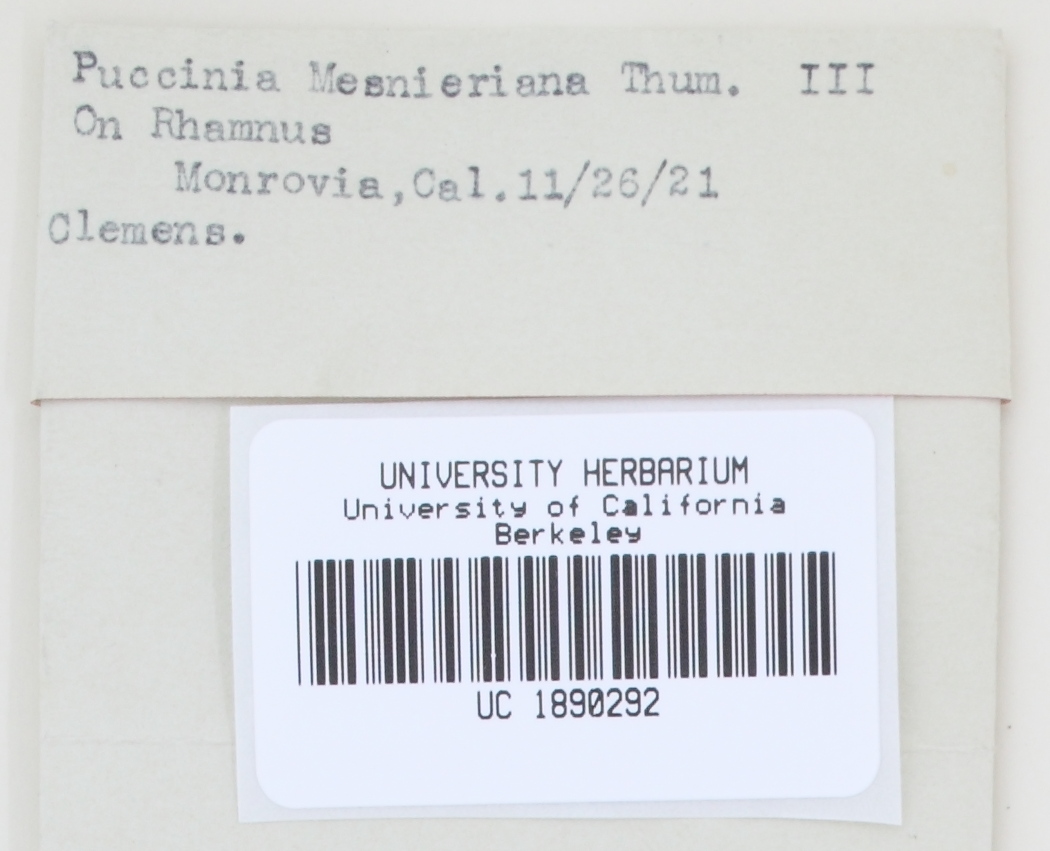 Puccinia Mesnieriana Thum. III
On Rhamnus
Monrovia,Cal.11/26/21
Clemens.
UNIVERSITY HERBARIUM
University of California
Berkeley
UC 1890292